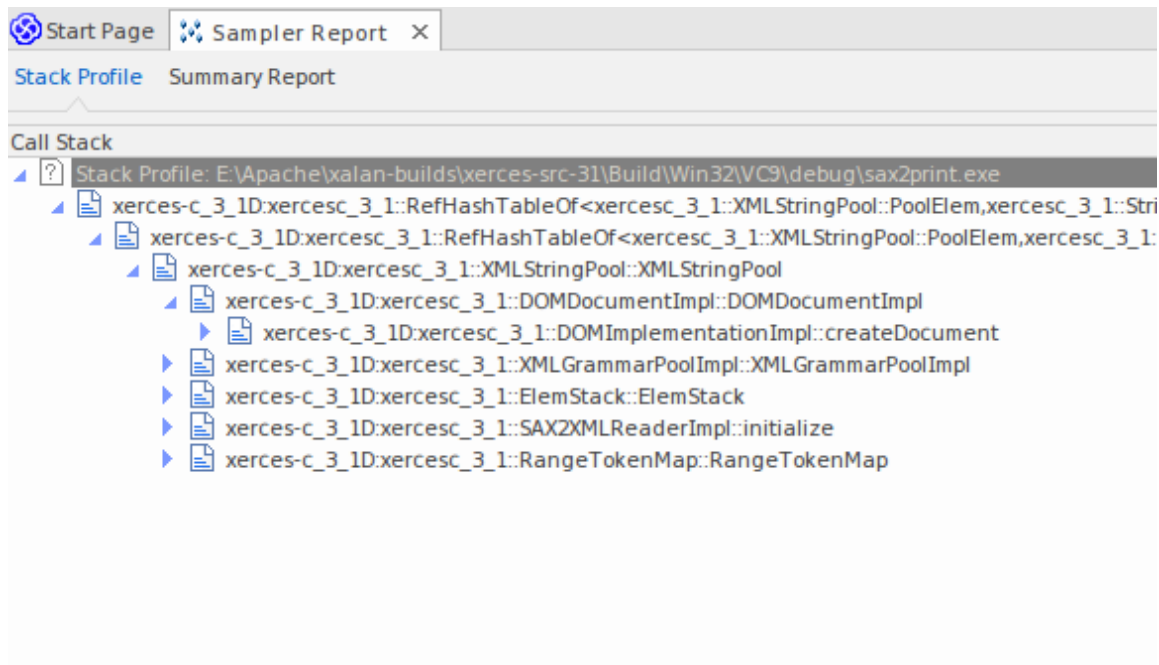 Start Page Sampler Report
Stack Profile Summary Report
Call Stack
Stack Profile: E:\Apache\xalan-builds\xerces-src-31\Build\Win32\VC9\debug\sax2print.exe
xerces-c_3_1D:xercesc_3_1::RefHashTableOf<xercesc_3_1::XMLStringPool::PoolElem,xercesc_3_1::Stri
xerces-c_3_1D:xercesc_3_1::RefHashTableOf<xercesc_3_1::XMLStringPool::PoolElem,xercesc_3_1:
xerces-c_3_1D:xercesc_3_1::XMLStringPool::XMLStringPool
xerces-c_3_1D:xercesc_3_1::DOMDocumentImpl::DOMDocumentImpl
xerces-c_3_1D:xercesc_3_1::DOMImplementationImpl::createDocument
xerces-c_3_1D:xercesc_3_1::XMLGrammarPoolImpl::XMLGrammarPoolImpl
xerces-c_3_1D:xercesc_3_1::ElemStack::ElemStack
xerces-c_3_1D:xercesc_3_1::SAX2XMLReaderImpl::initialize
xerces-c_3_1D:xercesc_3_1::RangeTokenMap::RangeTokenMap